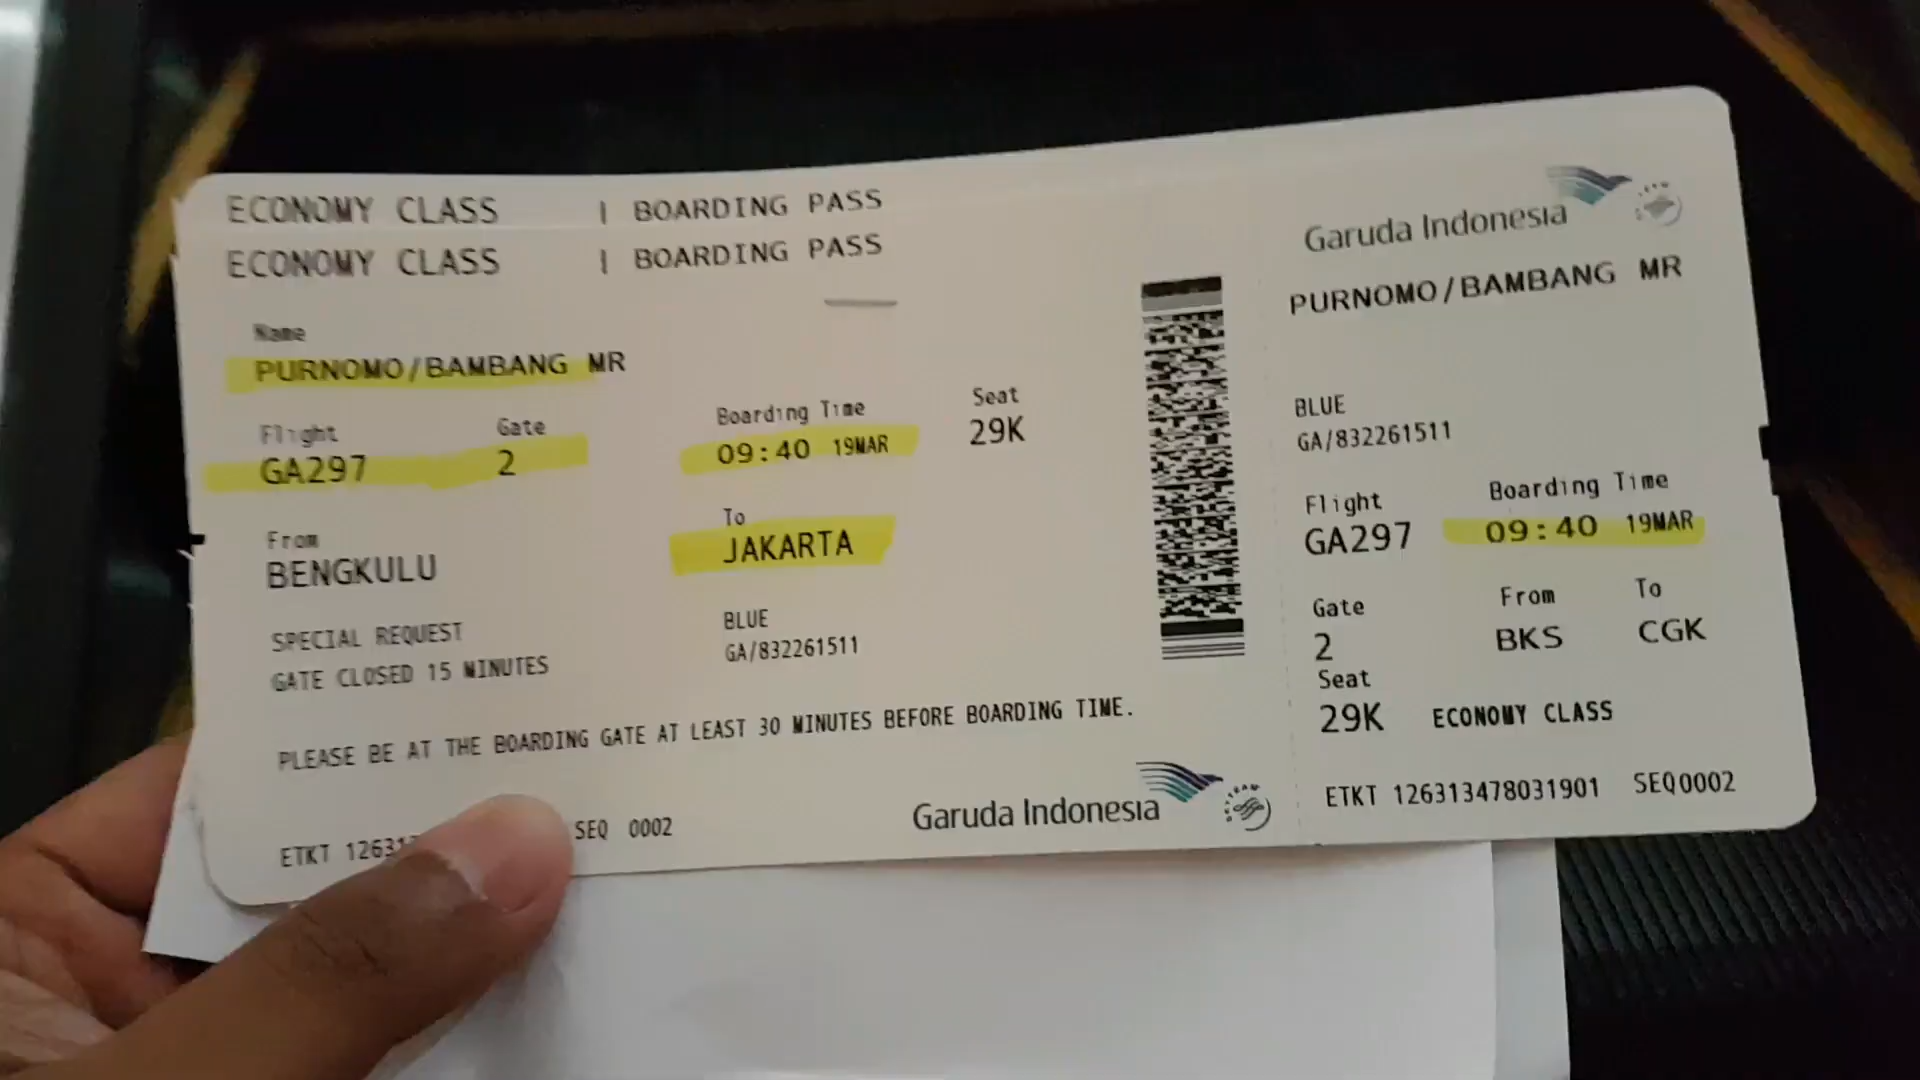 ECONOMY CLASS | BOARDING PASS
ECONOMY CLASS | BOARDING PASS
Name
PURNOMO/BAMBANG MR
Flight Gate Boarding Time Seat
GA297 2 09:40 19MAR 29K
From To
BENGKULU JAKARTA
SPECIAL REQUEST BLUE
GATE CLOSED 15 MINUTES GA/832261511
PLEASE BE AT THE BOARDING GATE AT LEAST 30 MINUTES BEFORE BOARDING TIME.
ETKT SEQ 0002
Garuda Indonesia
Garuda Indonesia
PURNOMO/BAMBANG MR
BLUE
GA/832261511
Flight Boarding Time
GA297 09:40 19MAR
Gate From To
2 BKS CGK
Seat
29K ECONOMY CLASS
ETKT 126313478031901 SEQ0002